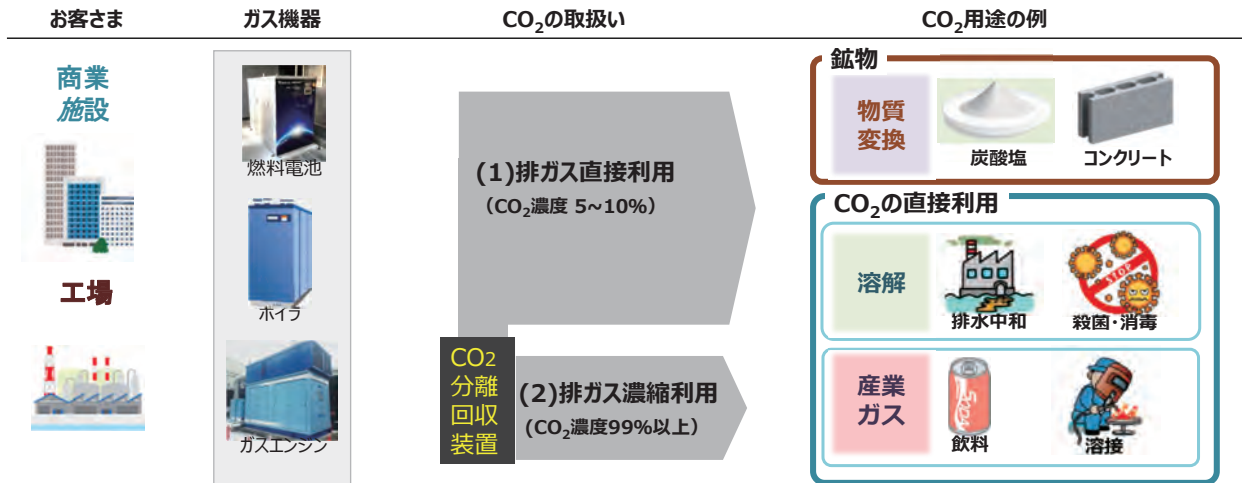 お客さま
ガス機器
CO₂の取扱い
CO₂用途の例
商業
施設
工場
燃料電池
ボイラ
ガスエンジン
(1)排ガス直接利用
（CO₂濃度 5~10%）
CO2
分離
回収
装置
(2)排ガス濃縮利用
(CO₂濃度99%以上）
鉱物
物質
変換
炭酸塩
コンクリート
CO₂の直接利用
溶解
排水中和
STOP
殺菌・消毒
産業
ガス
飲料
溶接